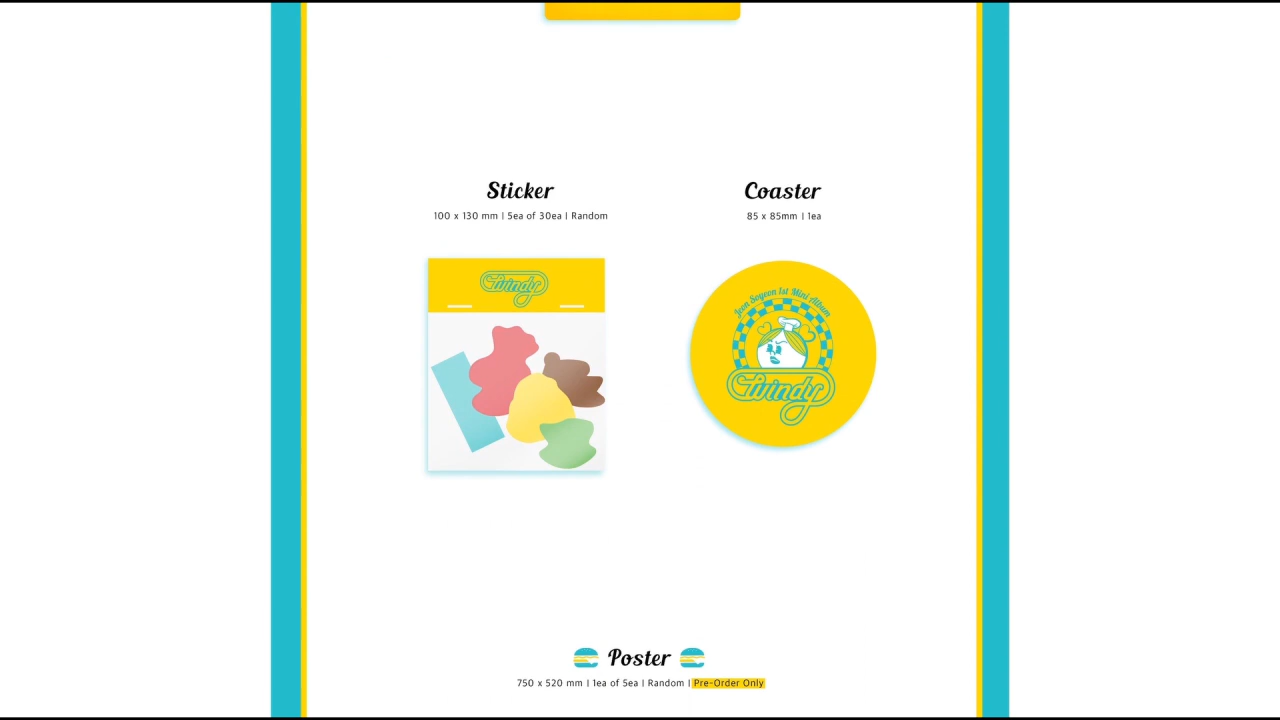 Sticker
100 x 130 mm | 5ea of 30ea | Random
Coaster
85 x 85mm | 1ea
Windy
Jeon Soyeon 1st Mini Album
Windy
Poster
750 x 520 mm | 1ea of 5ea | Random | Pre-Order Only